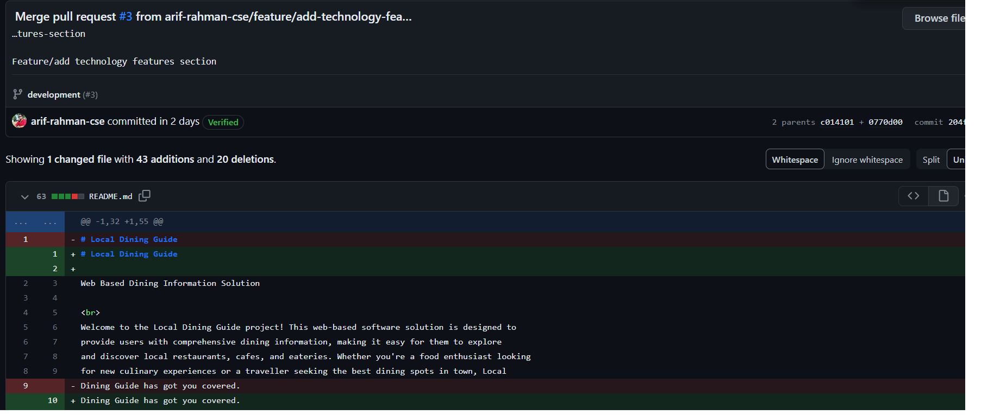 Merge pull request #3 from arif-rahman-cse/feature/add-technology-fea...
…tures-section
Browse file
Feature/add technology features section
development (#3)
arif-rahman-cse committed in 2 days Verified
2 parents c014101 + 0770d00 commit 204f
Showing 1 changed file with 43 additions and 20 deletions.
Whitespace Ignore whitespace Split Un
63 README.md
... ... @@ -1,32 +1,55 @@
1 - # Local Dining Guide
1 + # Local Dining Guide
2 +
2 3 Web Based Dining Information Solution
3 4
4 5 <br>
5 6 Welcome to the Local Dining Guide project! This web-based software solution is designed to
6 7 provide users with comprehensive dining information, making it easy for them to explore
7 8 and discover local restaurants, cafes, and eateries. Whether you're a food enthusiast looking
8 9 for new culinary experiences or a traveller seeking the best dining spots in town, Local
9 - Dining Guide has got you covered.
10 + Dining Guide has got you covered.